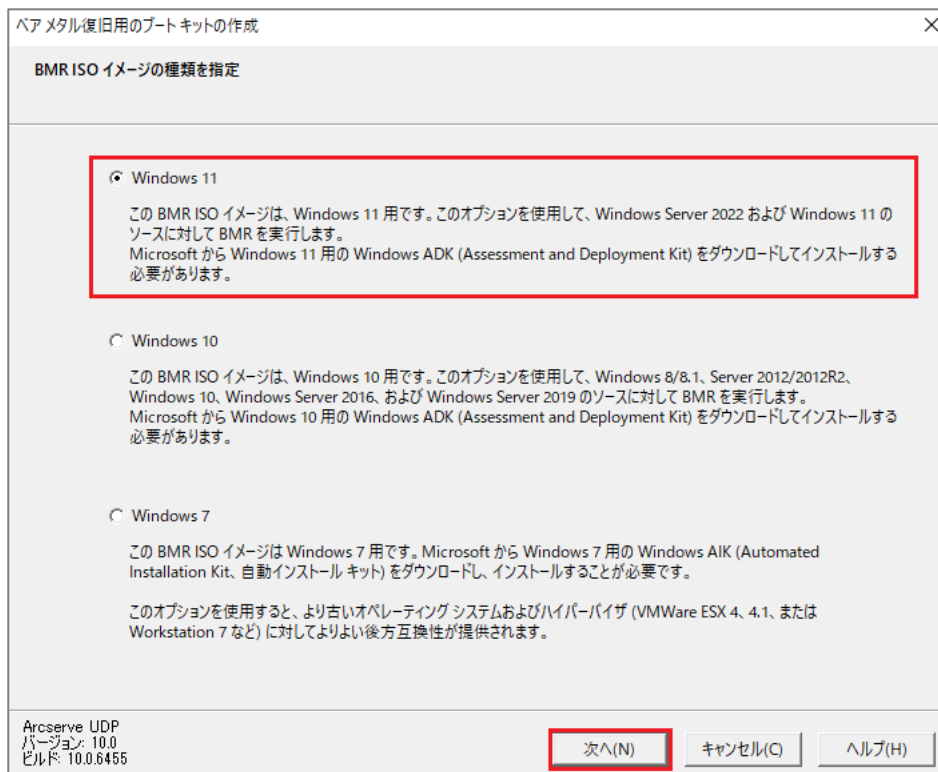 ベア メタル復旧用のブート キットの作成
BMR ISO イメージの種類を指定
Windows 11
この BMR ISO イメージは、Windows 11 用です。このオプションを使用して、Windows Server 2022 および Windows 11 の
ソースに対して BMR を実行します。
Microsoft から Windows 11 用の Windows ADK (Assessment and Deployment Kit) をダウンロードしてインストールする
必要があります。
Windows 10
この BMR ISO イメージは、Windows 10 用です。このオプションを使用して、Windows 8/8.1、Server 2012/2012R2、
Windows 10、Windows Server 2016、および Windows Server 2019 のソースに対して BMR を実行します。
Microsoft から Windows 10 用の Windows ADK (Assessment and Deployment Kit) をダウンロードしてインストールする
必要があります。
Windows 7
この BMR ISO イメージは Windows 7 用です。Microsoft から Windows 7 用の Windows AIK (Automated
Installation Kit、自動インストール キット) をダウンロードし、インストールすることが必要です。
このオプションを使用すると、より古いオペレーティング システムおよびハイパーバイザ (VMWare ESX 4、4.1、または
Workstation 7 など) に対してよりよい後方互換性が提供されます。
Arcserve UDP
バージョン: 10.0
ビルド: 10.0.6455
次へ(N)
キャンセル(C)
ヘルプ(H)